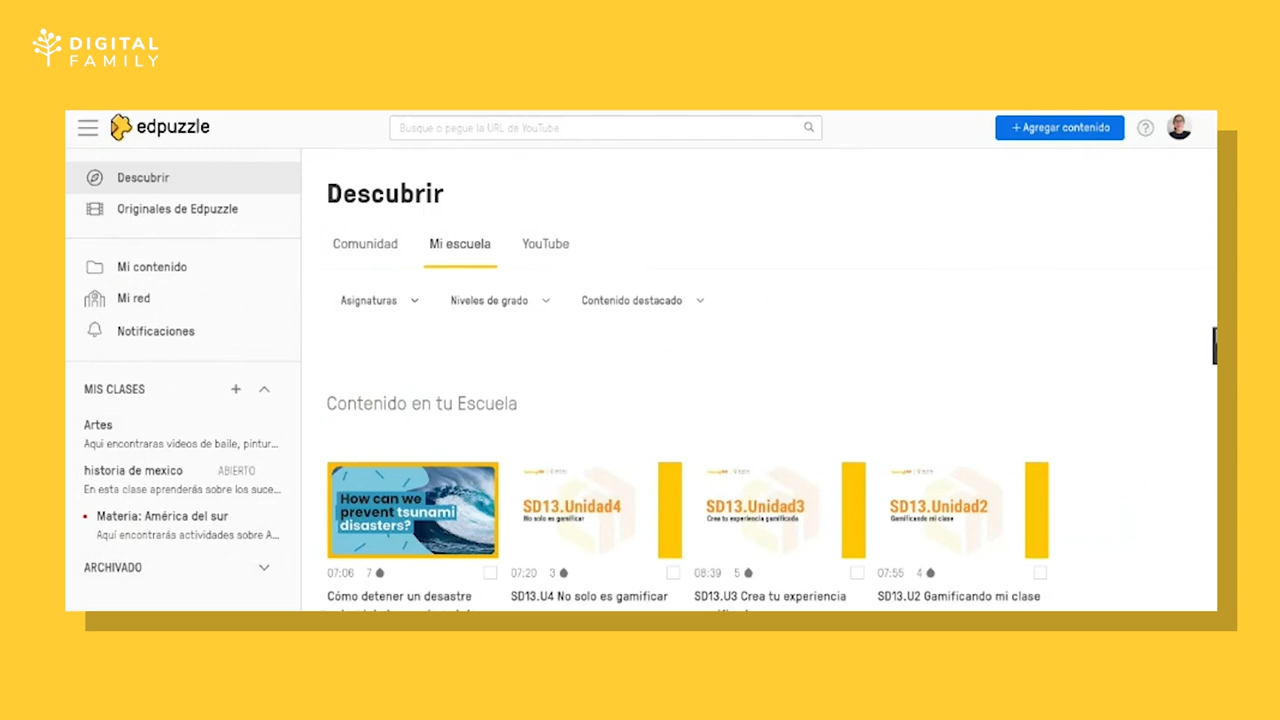 DIGITAL
FAMILY
edpuzzle
Busque o pegue la URL de YouTube
+ Agregar contenido
?
Descubrir
Originales de Edpuzzle
Mi contenido
Mi red
Notificaciones
MIS CLASES
+
Artes
Aqui encontraras videos de baile, pintur...
historia de mexico ABIERTO
En esta clase aprenderás sobre los suce...
Materia: América del sur
Aquí encontrarás actividades sobre A...
ARCHIVADO
Descubrir
Comunidad Mi escuela YouTube
Asignaturas Niveles de grado Contenido destacado
Contenido en tu Escuela
How can we
prevent tsunami
disasters?
07:06 7
Cómo detener un desastre
SD13.Unidad4
No solo es gamificar
07:20 3
SD13.U4 No solo es gamificar
SD13.Unidad3
Crea tu experiencia gamificada
08:39 5
SD13.U3 Crea tu experiencia
SD13.Unidad2
Gamificando mi clase
07:55 4
SD13.U2 Gamificando mi clase